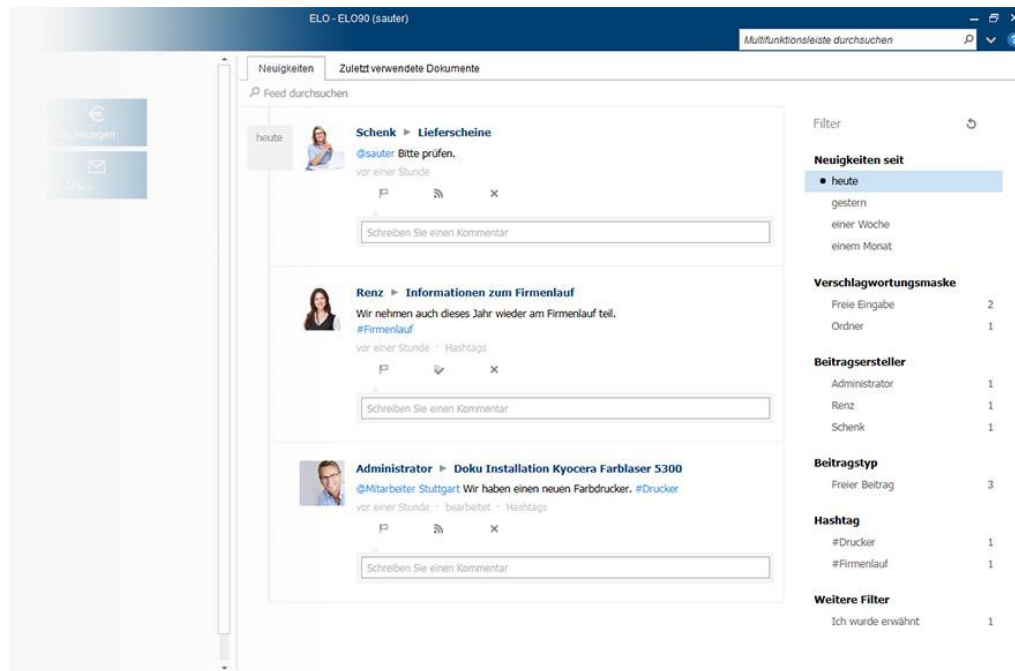 ELO - ELO90 (sauter)
Multifunktionsleiste durchsuchen
Neuigkeiten
Zuletzt verwendete Dokumente
Feed durchsuchen
heute
Schenk ▶ Lieferscheine
@sauter Bitte prüfen.
vor einer Stunde
Schreiben Sie einen Kommentar
Renz ▶ Informationen zum Firmenlauf
Wir nehmen auch dieses Jahr wieder am Firmenlauf teil.
#Firmenlauf
vor einer Stunde · Hashtags
Schreiben Sie einen Kommentar
Administrator ▶ Doku Installation Kyocera Farblaser 5300
@Mitarbeiter Stuttgart Wir haben einen neuen Farbdrucker. #Drucker
vor einer Stunde · bearbeitet · Hashtags
Schreiben Sie einen Kommentar
Filter
Neuigkeiten seit
heute
gestern
einer Woche
einem Monat
Verschlagwortungsmaske
Freie Eingabe 2
Ordner 1
Beitragsersteller
Administrator 1
Renz 1
Schenk 1
Beitragstyp
Freier Beitrag 3
Hashtag
#Drucker 1
#Firmenlauf 1
Weitere Filter
Ich wurde erwähnt 1